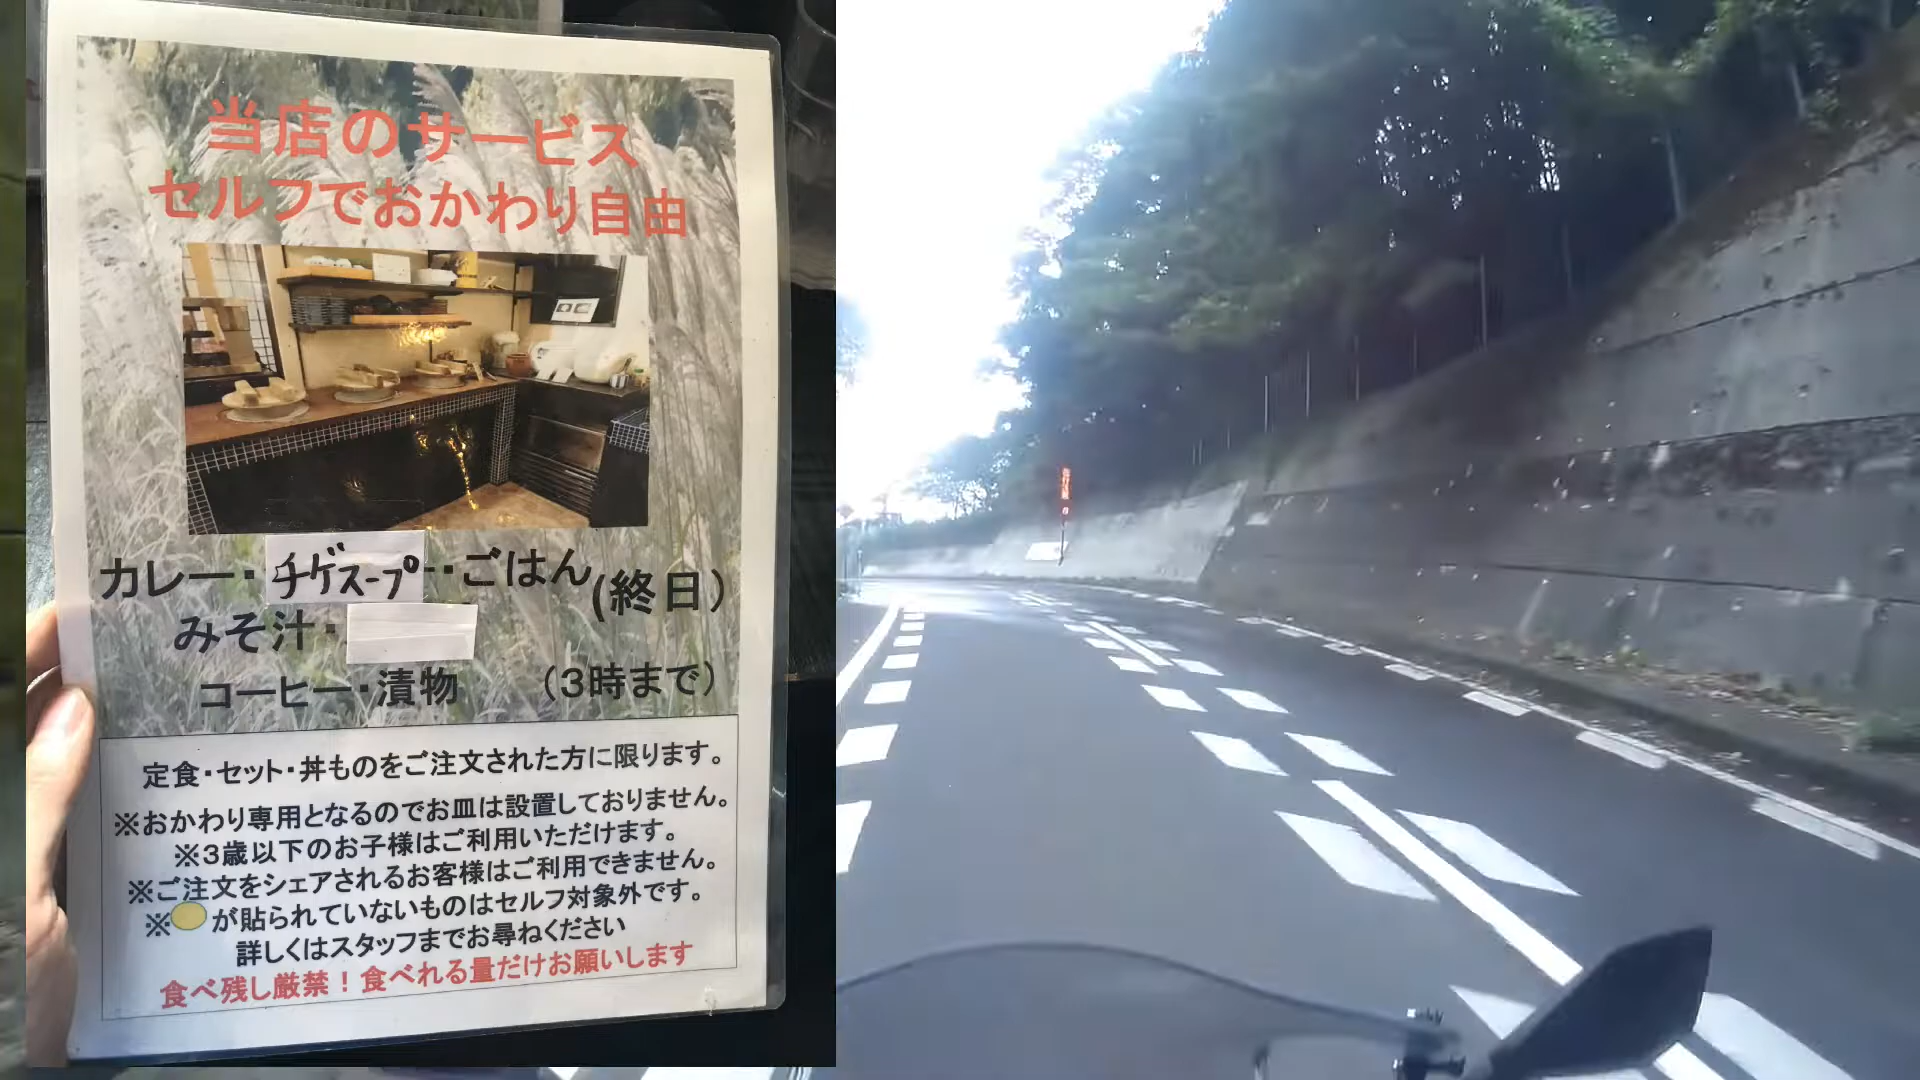 当店のサービス
セルフでおかわり自由
カレー・チゲスープ・・ごはん(終日)
みそ汁・
コーヒー・漬物 (3時まで)
定食・セット・丼ものをご注文された方に限ります。
※おかわり専用となるのでお皿は設置しておりません。
※3歳以下のお子様はご利用いただけます。
※ご注文をシェアされるお客様はご利用できません。
※が貼られていないものはセルフ対象外です。
詳しくはスタッフまでお尋ねください
食べ残し厳禁!食べれる量だけお願いします